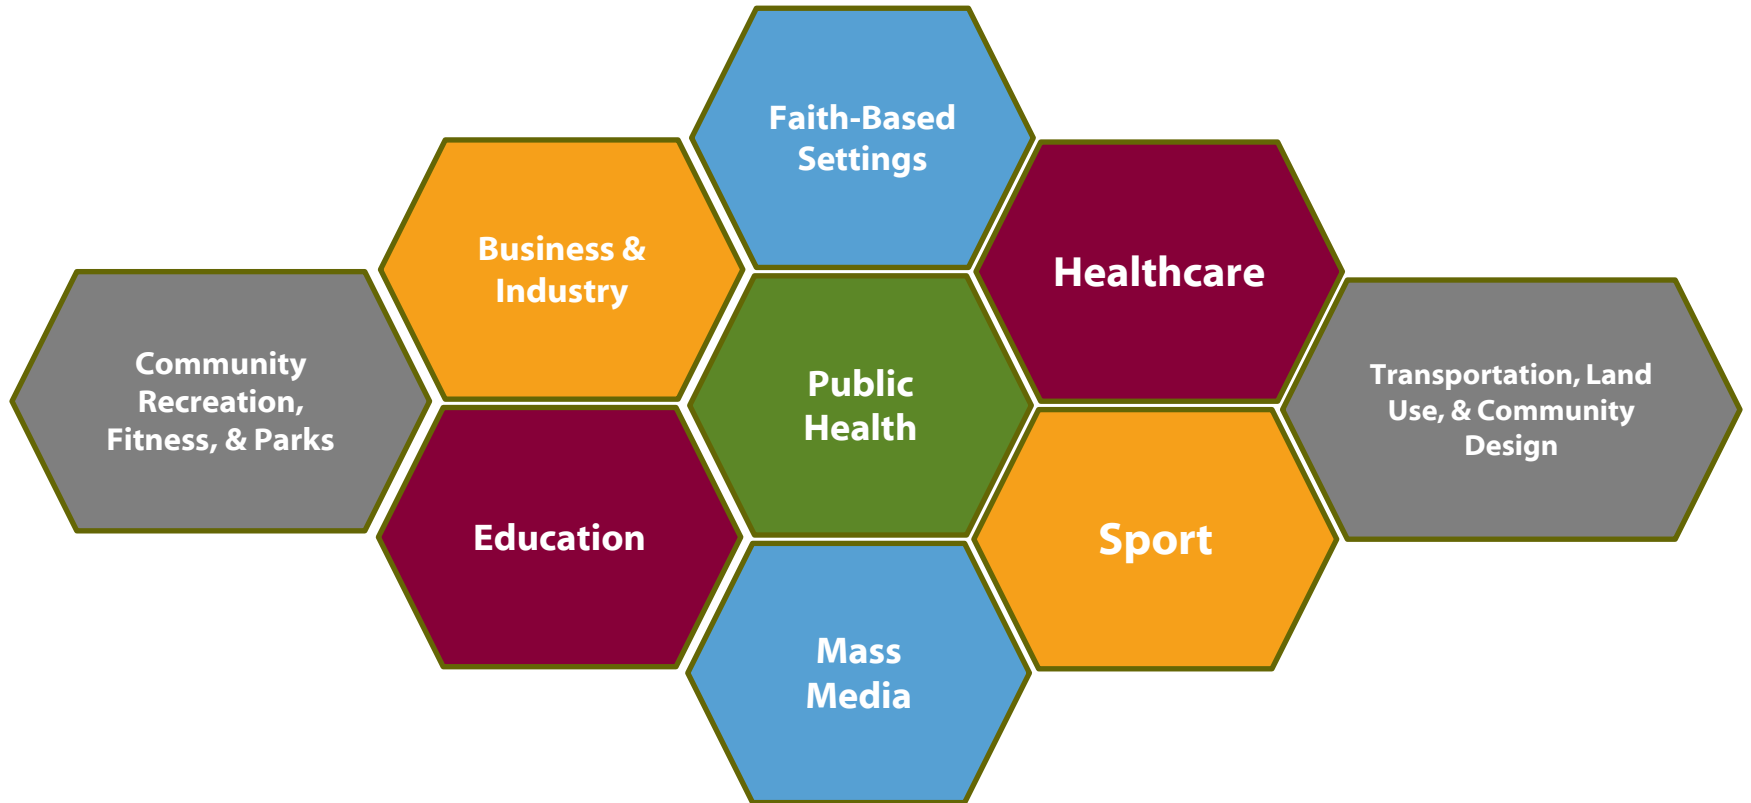 Faith-Based
Settings
Business &
Industry
Healthcare
Community
Recreation,
Fitness, & Parks
Public
Health
Transportation, Land
Use, & Community
Design
Education
Sport
Mass
Media